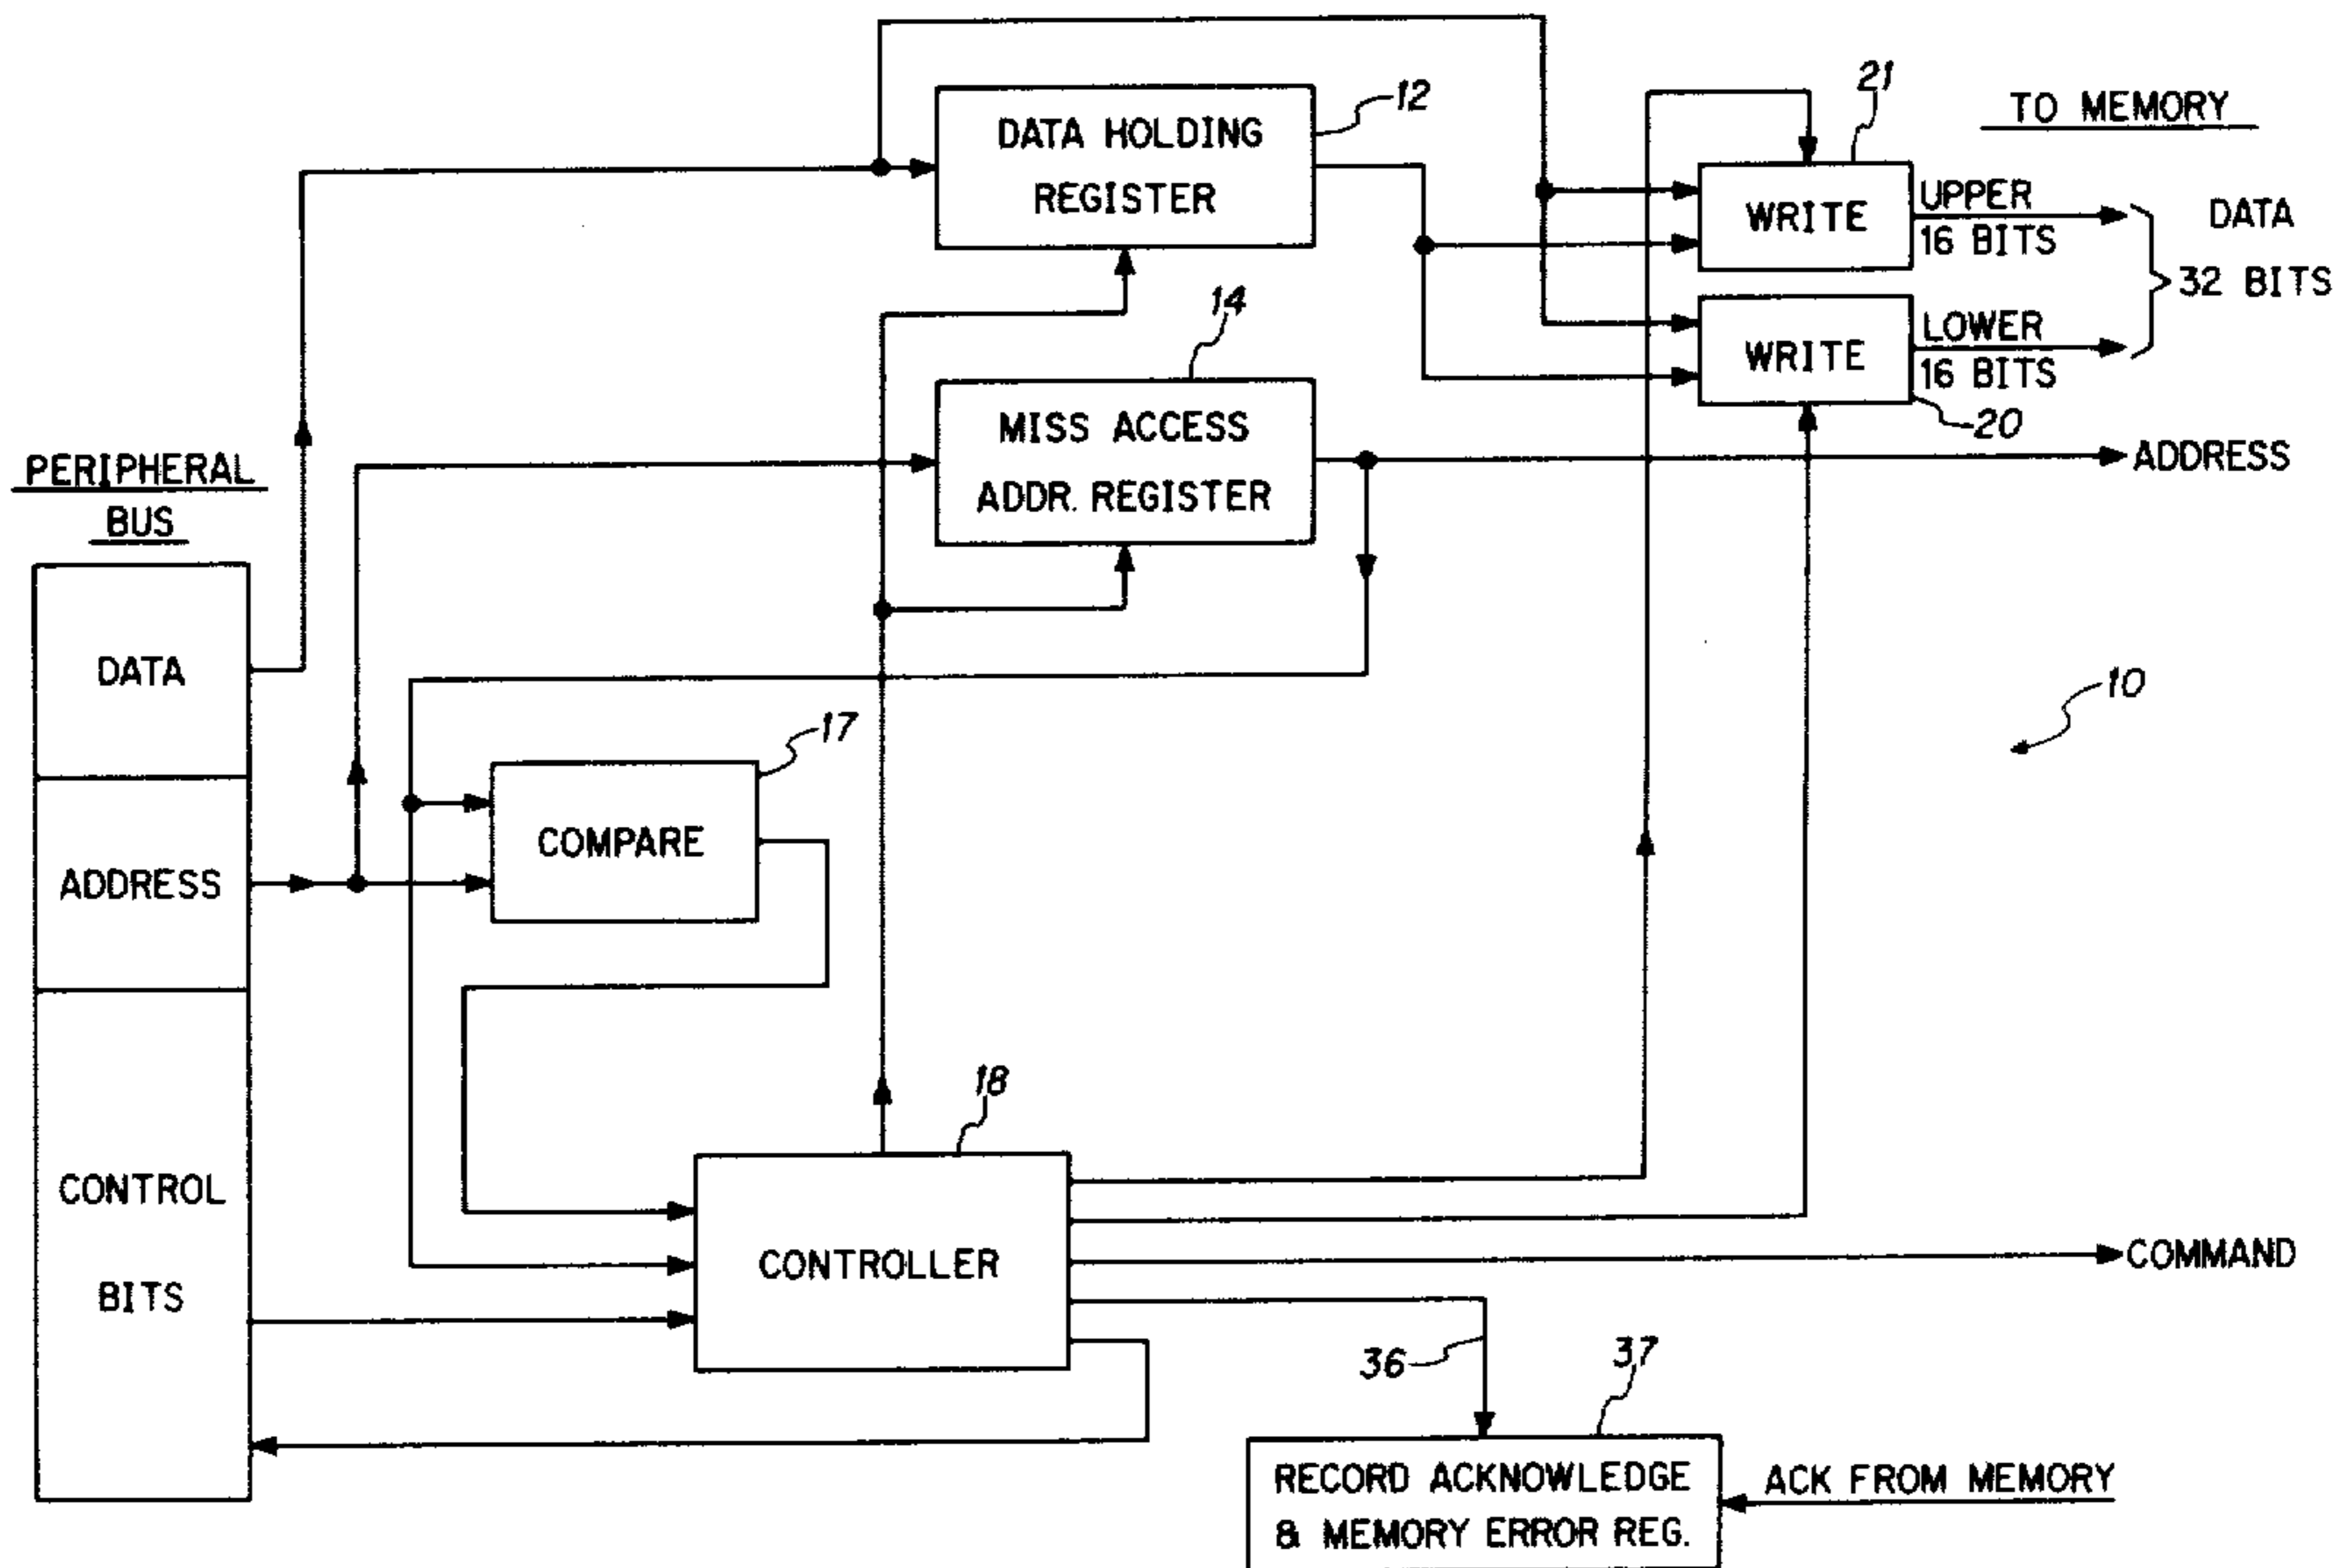 12
DATA HOLDING
REGISTER
21
TO MEMORY
WRITE
UPPER
16 BITS
DATA
32 BITS
14
WRITE
LOWER
16 BITS
20
MISS ACCESS
ADDR. REGISTER
ADDRESS
PERIPHERAL
BUS
DATA
10
17
COMPARE
ADDRESS
18
CONTROL
BITS
CONTROLLER
COMMAND
36
37
RECORD ACKNOWLEDGE
& MEMORY ERROR REG.
ACK FROM MEMORY